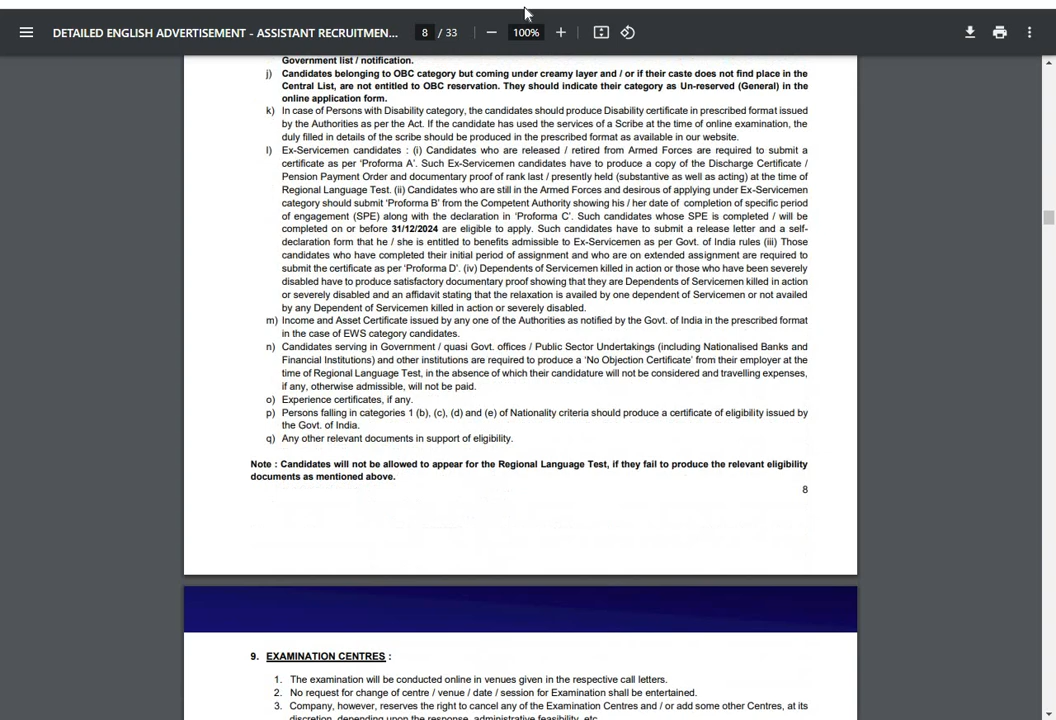 DETAILED ENGLISH ADVERTISEMENT - ASSISTANT RECRUITMEN...
8 / 33
100%
Government list / notification.
j) Candidates belonging to OBC category but coming under creamy layer and / or if their caste does not find place in the
Central List, are not entitled to OBC reservation. They should indicate their category as Un-reserved (General) in the
online application form.
k) In case of Persons with Disability category, the candidates should produce Disability certificate in prescribed format issued
by the Authorities as per the Act. If the candidate has used the services of a Scribe at the time of online examination, the
duly filled in details of the scribe should be produced in the prescribed format as available in our website.
l) Ex-Servicemen candidates : (i) Candidates who are released / retired from Armed Forces are required to submit a
certificate as per ‘Proforma A’. Such Ex-Servicemen candidates have to produce a copy of the Discharge Certificate /
Pension Payment Order and documentary proof of rank last / presently held (substantive as well as acting) at the time of
Regional Language Test. (ii) Candidates who are still in the Armed Forces and desirous of applying under Ex-Servicemen
category should submit ‘Proforma B’ from the Competent Authority showing his / her date of completion of specific period
of engagement (SPE) along with the declaration in ‘Proforma C’. Such candidates whose SPE is completed / will be
completed on or before 31/12/2024 are eligible to apply. Such candidates have to submit a release letter and a self-
declaration form that he / she is entitled to benefits admissible to Ex-Servicemen as per Govt. of India rules (iii) Those
candidates who have completed their initial period of assignment and who are on extended assignment are required to
submit the certificate as per ‘Proforma D’. (iv) Dependents of Servicemen killed in action or those who have been severely
disabled have to produce satisfactory documentary proof showing that they are Dependents of Servicemen killed in action
or severely disabled and an affidavit stating that the relaxation is availed by one dependent of Servicemen or not availed
by any Dependent of Servicemen killed in action or severely disabled.
m) Income and Asset Certificate issued by any one of the Authorities as notified by the Govt. of India in the prescribed format
in the case of EWS category candidates.
n) Candidates serving in Government / quasi Govt. offices / Public Sector Undertakings (including Nationalised Banks and
Financial Institutions) and other institutions are required to produce a ‘No Objection Certificate’ from their employer at the
time of Regional Language Test, in the absence of which their candidature will not be considered and travelling expenses,
if any, otherwise admissible, will not be paid.
o) Experience certificates, if any.
p) Persons falling in categories 1 (b), (c), (d) and (e) of Nationality criteria should produce a certificate of eligibility issued by
the Govt. of India.
q) Any other relevant documents in support of eligibility.
Note : Candidates will not be allowed to appear for the Regional Language Test, if they fail to produce the relevant eligibility
documents as mentioned above.
8
9. EXAMINATION CENTRES :
1. The examination will be conducted online in venues given in the respective call letters.
2. No request for change of centre / venue / date / session for Examination shall be entertained.
3. Company, however, reserves the right to cancel any of the Examination Centres and / or add some other Centres, at its
discretion, depending upon the response, administrative feasibility, etc.